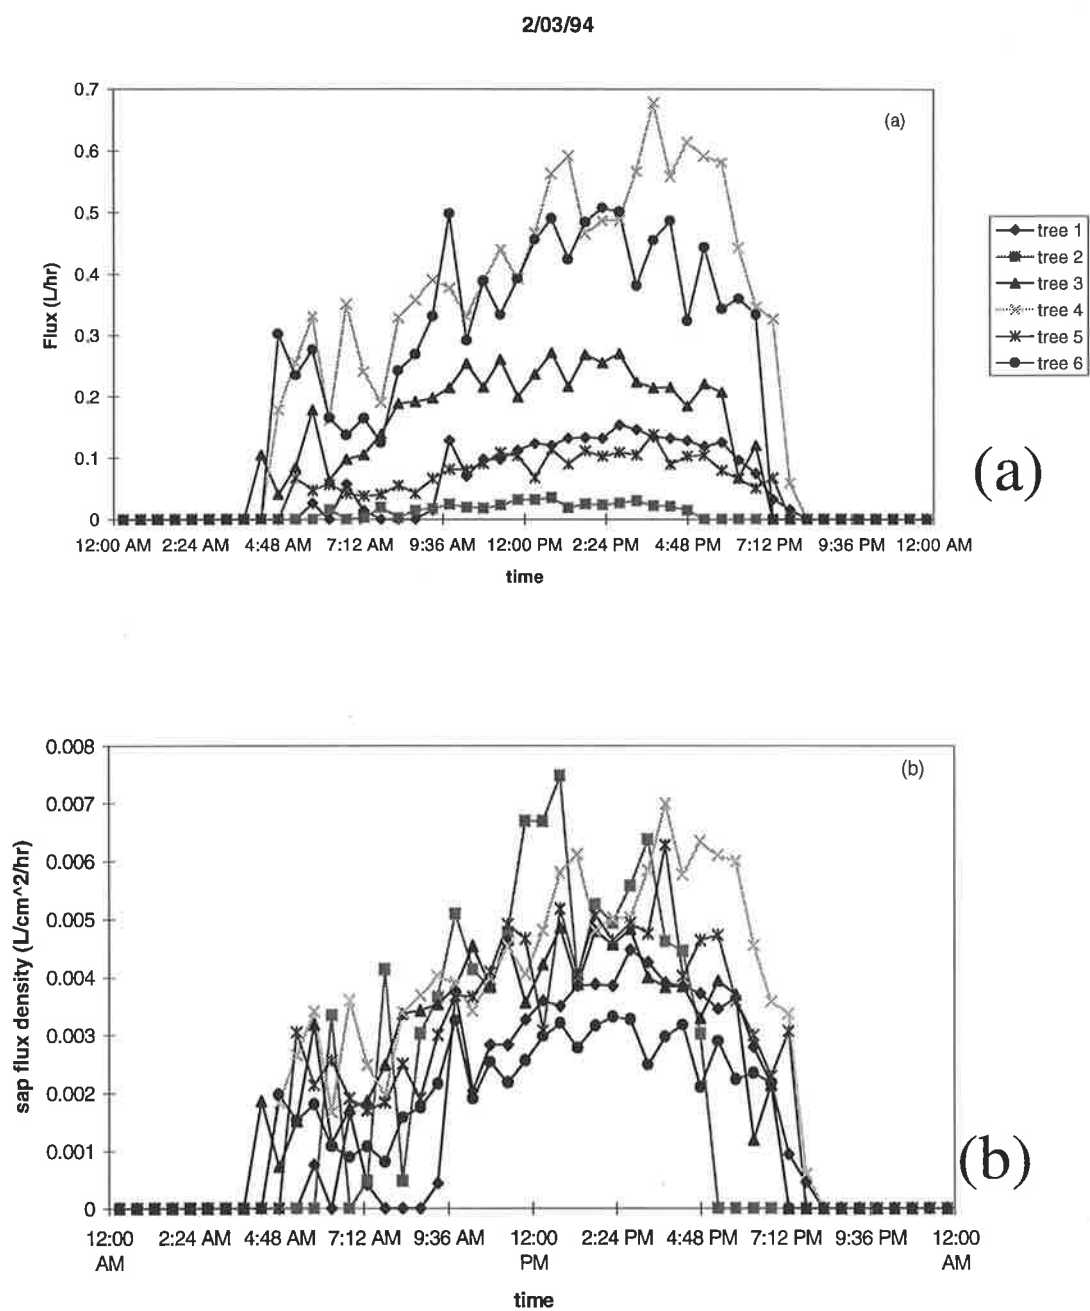 2/03/94
0.7
(a)
0.6
0.5
0.4
0.3
0.2
0.1
0
Flux (L/hr)
12:00 AM 2:24 AM 4:48 AM 7:12 AM 9:36 AM 12:00 PM 2:24 PM 4:48 PM 7:12 PM 9:36 PM 12:00 AM
time
tree 1
tree 2
tree 3
tree 4
tree 5
tree 6
(a)
0.008
(b)
0.007
0.006
0.005
0.004
0.003
0.002
0.001
0
sap flux density (L/cm^2/hr)
12:00 2:24 AM 4:48 AM 7:12 AM 9:36 AM 12:00 2:24 PM 4:48 PM 7:12 PM 9:36 PM 12:00
AM PM AM
time
(b)